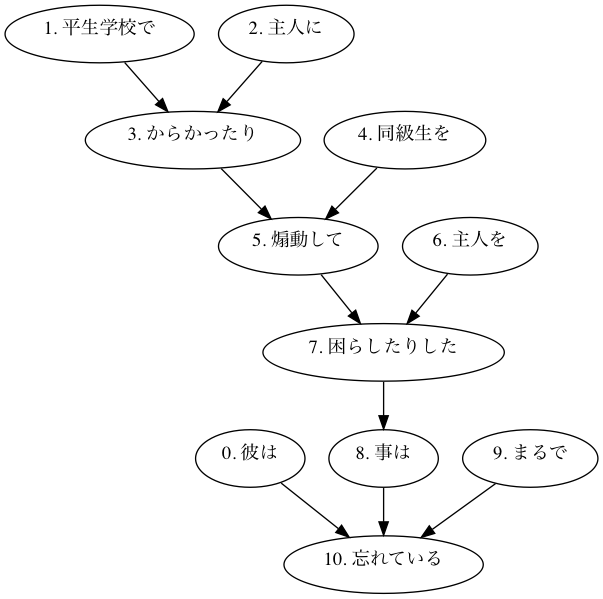 1. 平生学校で
2. 主人に
3. からかったり
4. 同級生を
5. 煽動して
6. 主人を
7. 困らしたりした
0. 彼は
8. 事は
9. まるで
10. 忘れている